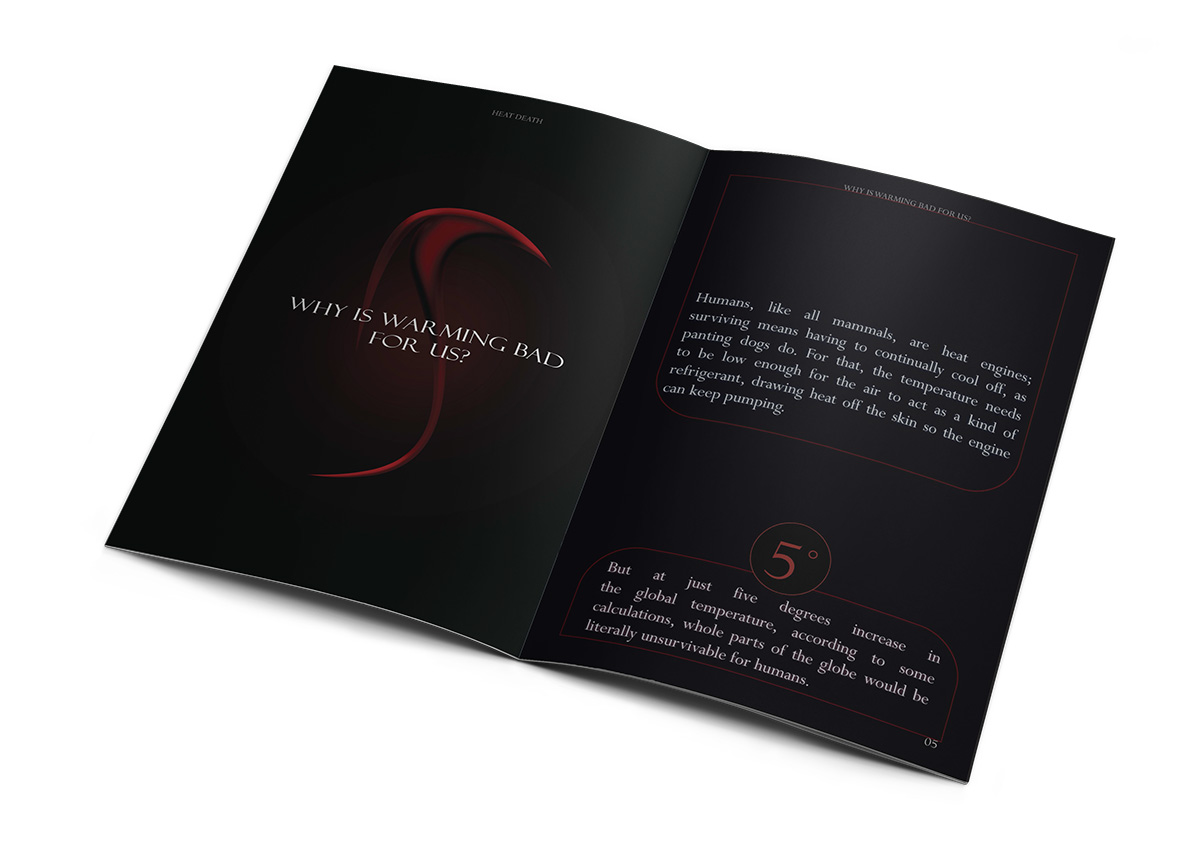 HEAT DEATH
WHY IS WARMING BAD
FOR US?
WHY IS WARMING BAD FOR US?
Humans, like all mammals, are heat engines;
surviving means having to continually cool off, as
panting dogs do. For that, the temperature needs
to be low enough for the air to act as a kind of
refrigerant, drawing heat off the skin so the engine
can keep pumping.
5°
But at just five degrees increase in
the global temperature, according to some
calculations, whole parts of the globe would be
literally unsurvivable for humans.
05